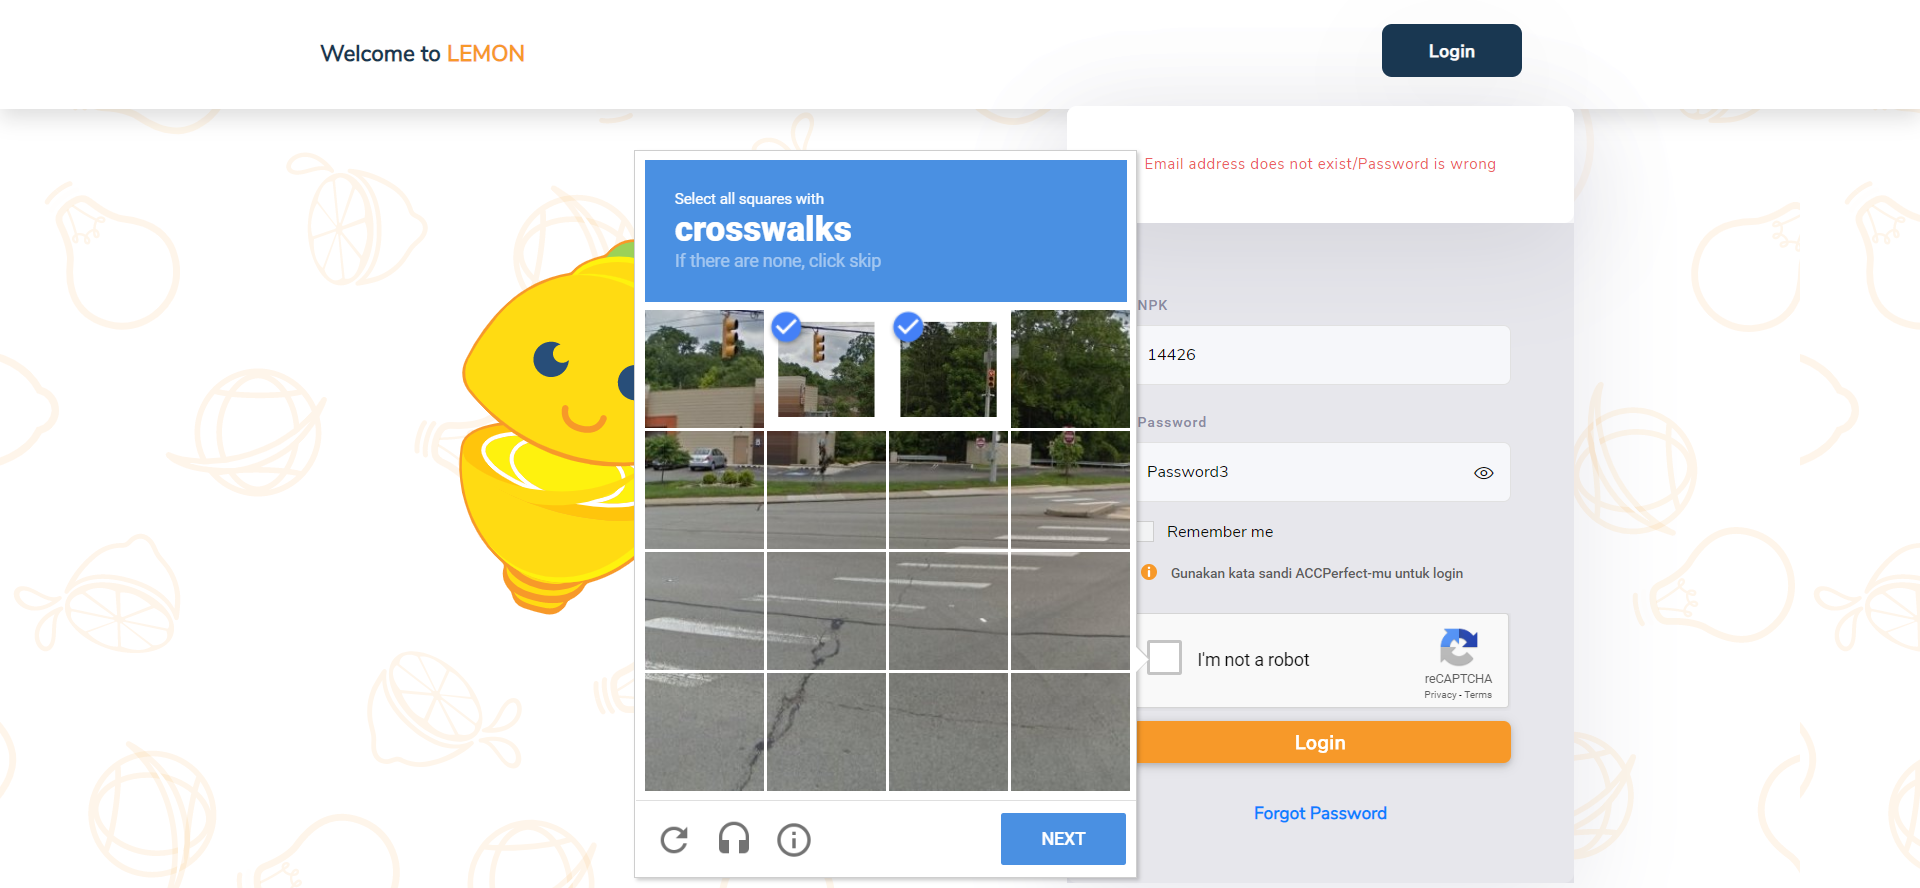 Welcome to LEMON
Login
Email address does not exist/Password is wrong
Select all squares with
crosswalks
If there are none, click skip
NPK
14426
Password
Password3
Remember me
Gunakan kata sandi ACCPerfect-mu untuk login
I'm not a robot
reCAPTCHA
Privacy - Terms
Login
Forgot Password
NEXT